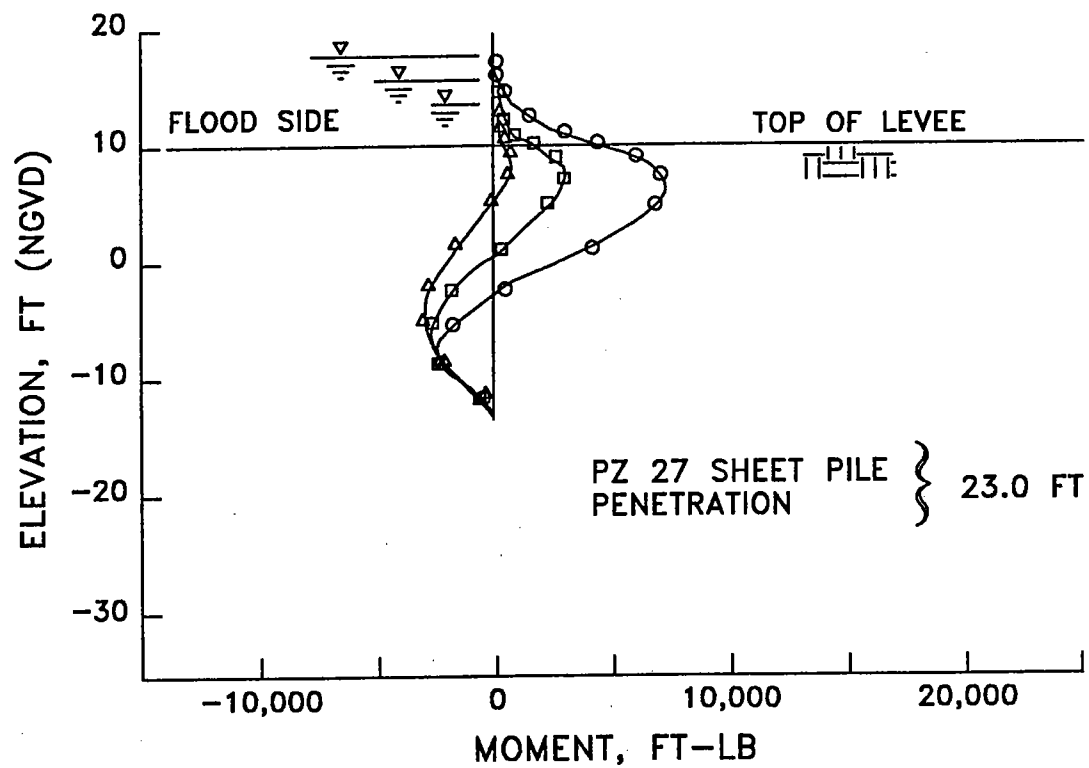 20
FLOOD SIDE
TOP OF LEVEE
10
0
-10
PZ 27 SHEET PILE
PENETRATION
23.0 FT
-20
-30
-10,000
0
10,000
20,000
MOMENT, FT-LB
ELEVATION, FT (NGVD)